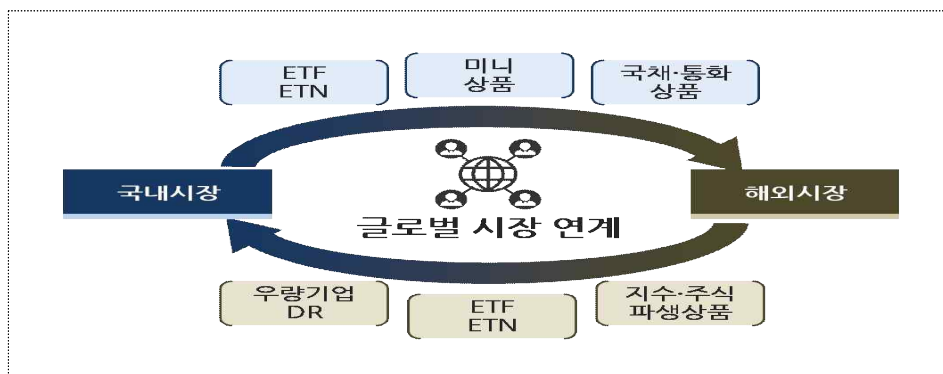 ETF
ETN
미니
상품
국채·통화
상품
국내시장
해외시장
글로벌 시장 연계
우량기업
DR
ETF
ETN
지수·주식
파생상품